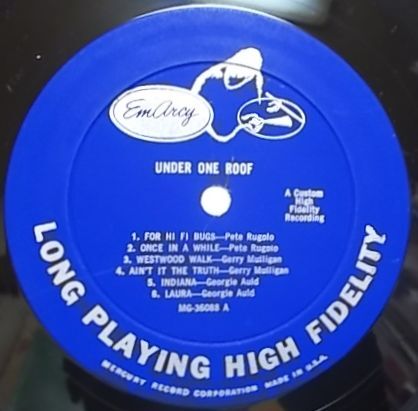 EmArcy
UNDER ONE ROOF
A Custom
High
Fidelity
Recording
1. FOR HI FI BUGS—Pete Rugolo
2. ONCE IN A WHILE—Pete Rugolo
3. WESTWOOD WALK—Gerry Mulligan
4. AIN'T IT THE TRUTH—Gerry Mulligan
5. INDIANA—Georgie Auld
6. LAURA—Georgie Auld
MG-36088 A
LONG PLAYING HIGH FIDELITY
MERCURY RECORD CORPORATION MADE IN U.S.A.